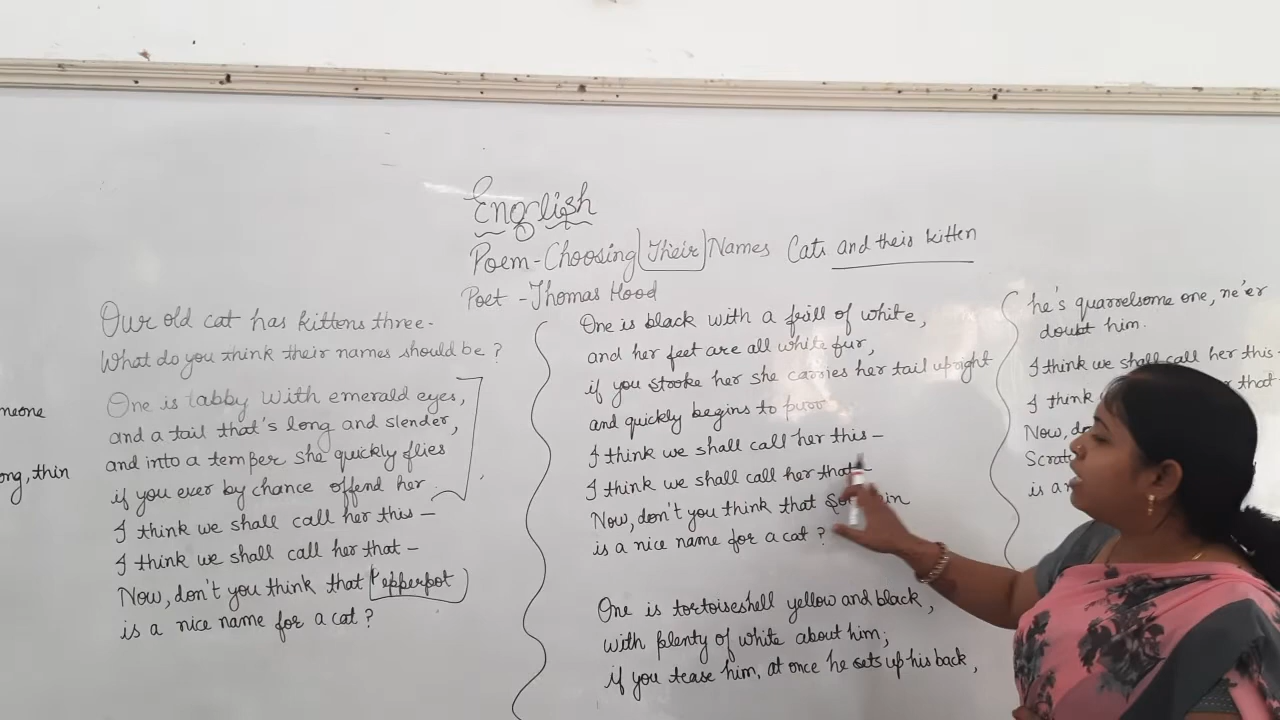 English
Poem-Choosing Their Names Cats and their kitten
Poet - Thomas Hood
meone
ong, thin
Our old cat has kittens three-
What do you think their names should be?
One is tabby with emerald eyes,
and a tail that's long and slender,
and into a temper she quickly flies
if you ever by chance offend her
I think we shall call her this-
I think we shall call her that-
Now, don't you think that Pepperpot
is a nice name for a cat?
One is black with a frill of white,
and her feet are all white fur,
if you stroke her she carries her tail upright
and quickly begins to purr
I think we shall call her this-
I think we shall call her that-
Now, don't you think that
is a nice name for a cat?
One is tortoiseshell yellow and black,
with plenty of white about him;
if you tease him, at once he sets up his back,
he's quarrelsome one, ne'er
doubt him.
I think we shall call her this-
I think that-
Now,
is a